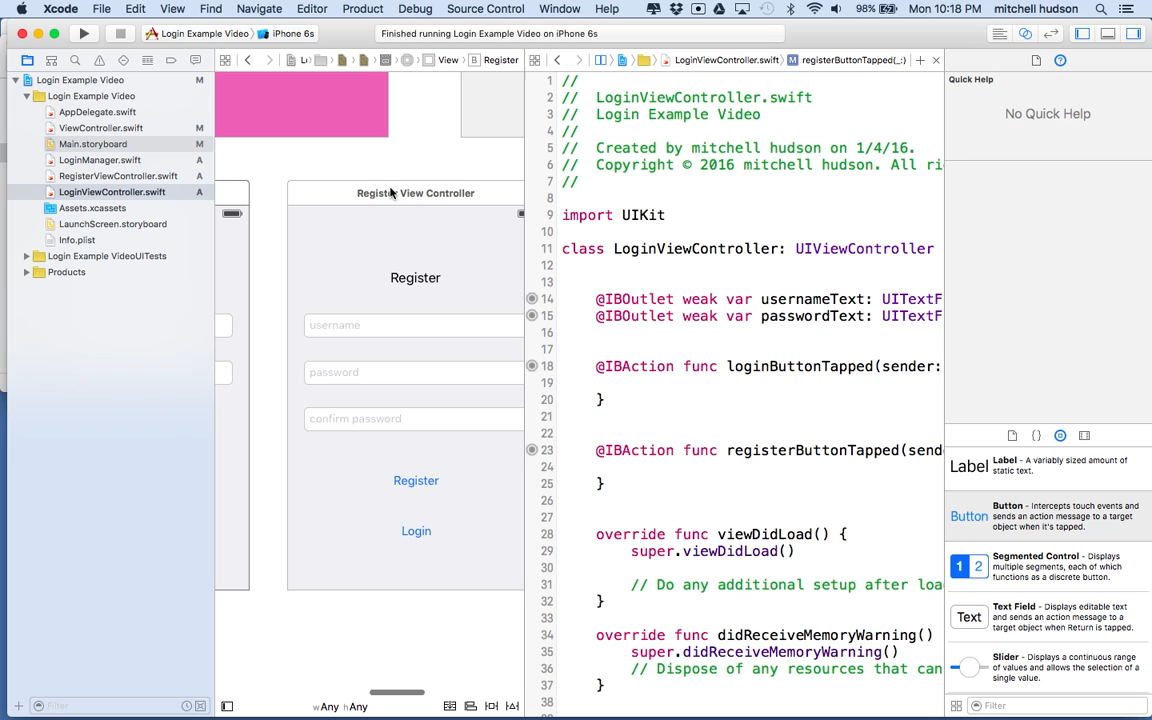 Xcode File Edit View Find Navigate Editor Product Debug Source Control Window Help 98% Mon 10:18 PM mitchell hudson
Login Example Video iPhone 6s Finished running Login Example Video on iPhone 6s
View B Register LoginViewController.swift M registerButtonTapped(_:)
Login Example Video M
Login Example Video
AppDelegate.swift
ViewController.swift M
Main.storyboard M
LoginManager.swift A
RegisterViewController.swift A
LoginViewController.swift A
Assets.xcassets
LaunchScreen.storyboard
Info.plist
Login Example VideoUITests
Products
Filter
Register View Controller
Register
username
password
confirm password
Register
Login
wAny hAny
1 //
2 // LoginViewController.swift
3 // Login Example Video
4 //
5 // Created by mitchell hudson on 1/4/16.
6 // Copyright © 2016 mitchell hudson. All ri
7 //
8
9 import UIKit
10
11 class LoginViewController: UIViewController
12
13
14 @IBOutlet weak var usernameText: UITextF
15 @IBOutlet weak var passwordText: UITextF
16
17
18 @IBAction func loginButtonTapped(sender:
19
20 }
21
22
23 @IBAction func registerButtonTapped(send
24
25 }
26
27
28 override func viewDidLoad() {
29 super.viewDidLoad()
30
31 // Do any additional setup after loa
32 }
33
34 override func didReceiveMemoryWarning()
35 super.didReceiveMemoryWarning()
36 // Dispose of any resources that can
37 }
38
Quick Help
No Quick Help
Label Label - A variably sized amount of
static text.
Button Button - Intercepts touch events and
sends an action message to a target
object when it's tapped.
1 2 Segmented Control - Displays
multiple segments, each of which
functions as a discrete button.
Text Text Field - Displays editable text
and sends an action message to a
target object when Return is tapped.
Slider - Displays a continuous range
of values and allows the selection of a
single value.
Filter